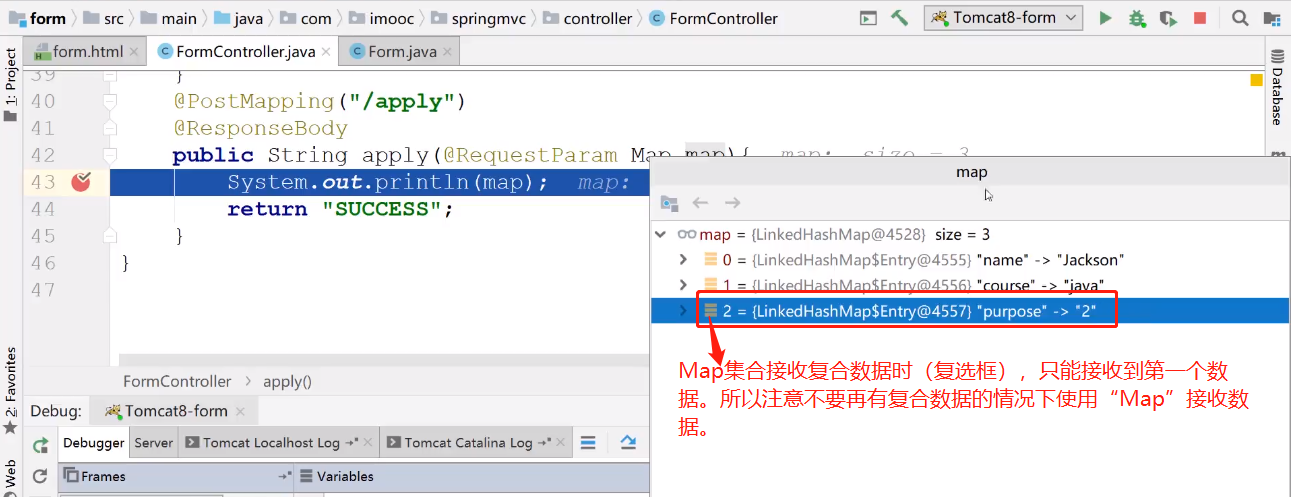 form src main java com imooc springmvc controller FormController Tomcat8-form
form.html FormController.java Form.java
1: Project
Database
39 }
40 @PostMapping("/apply")
41 @ResponseBody
42 public String apply(@RequestParam Map map){ map: size = 3
43 System.out.println(map); map:
44 return "SUCCESS";
45 }
46 }
47
map
map = {LinkedHashMap@4528} size = 3
0 = {LinkedHashMap$Entry@4555} "name" -> "Jackson"
1 = {LinkedHashMap$Entry@4556} "course" -> "java"
2 = {LinkedHashMap$Entry@4557} "purpose" -> "2"
Map集合接收复合数据时（复选框），只能接收到第一个数
据。所以注意不要再有复合数据的情况下使用“Map”接收数
据。
FormController apply()
2: Favorites
Web
Debug: Tomcat8-form
Debugger Server Tomcat Localhost Log Tomcat Catalina Log
Frames Variables